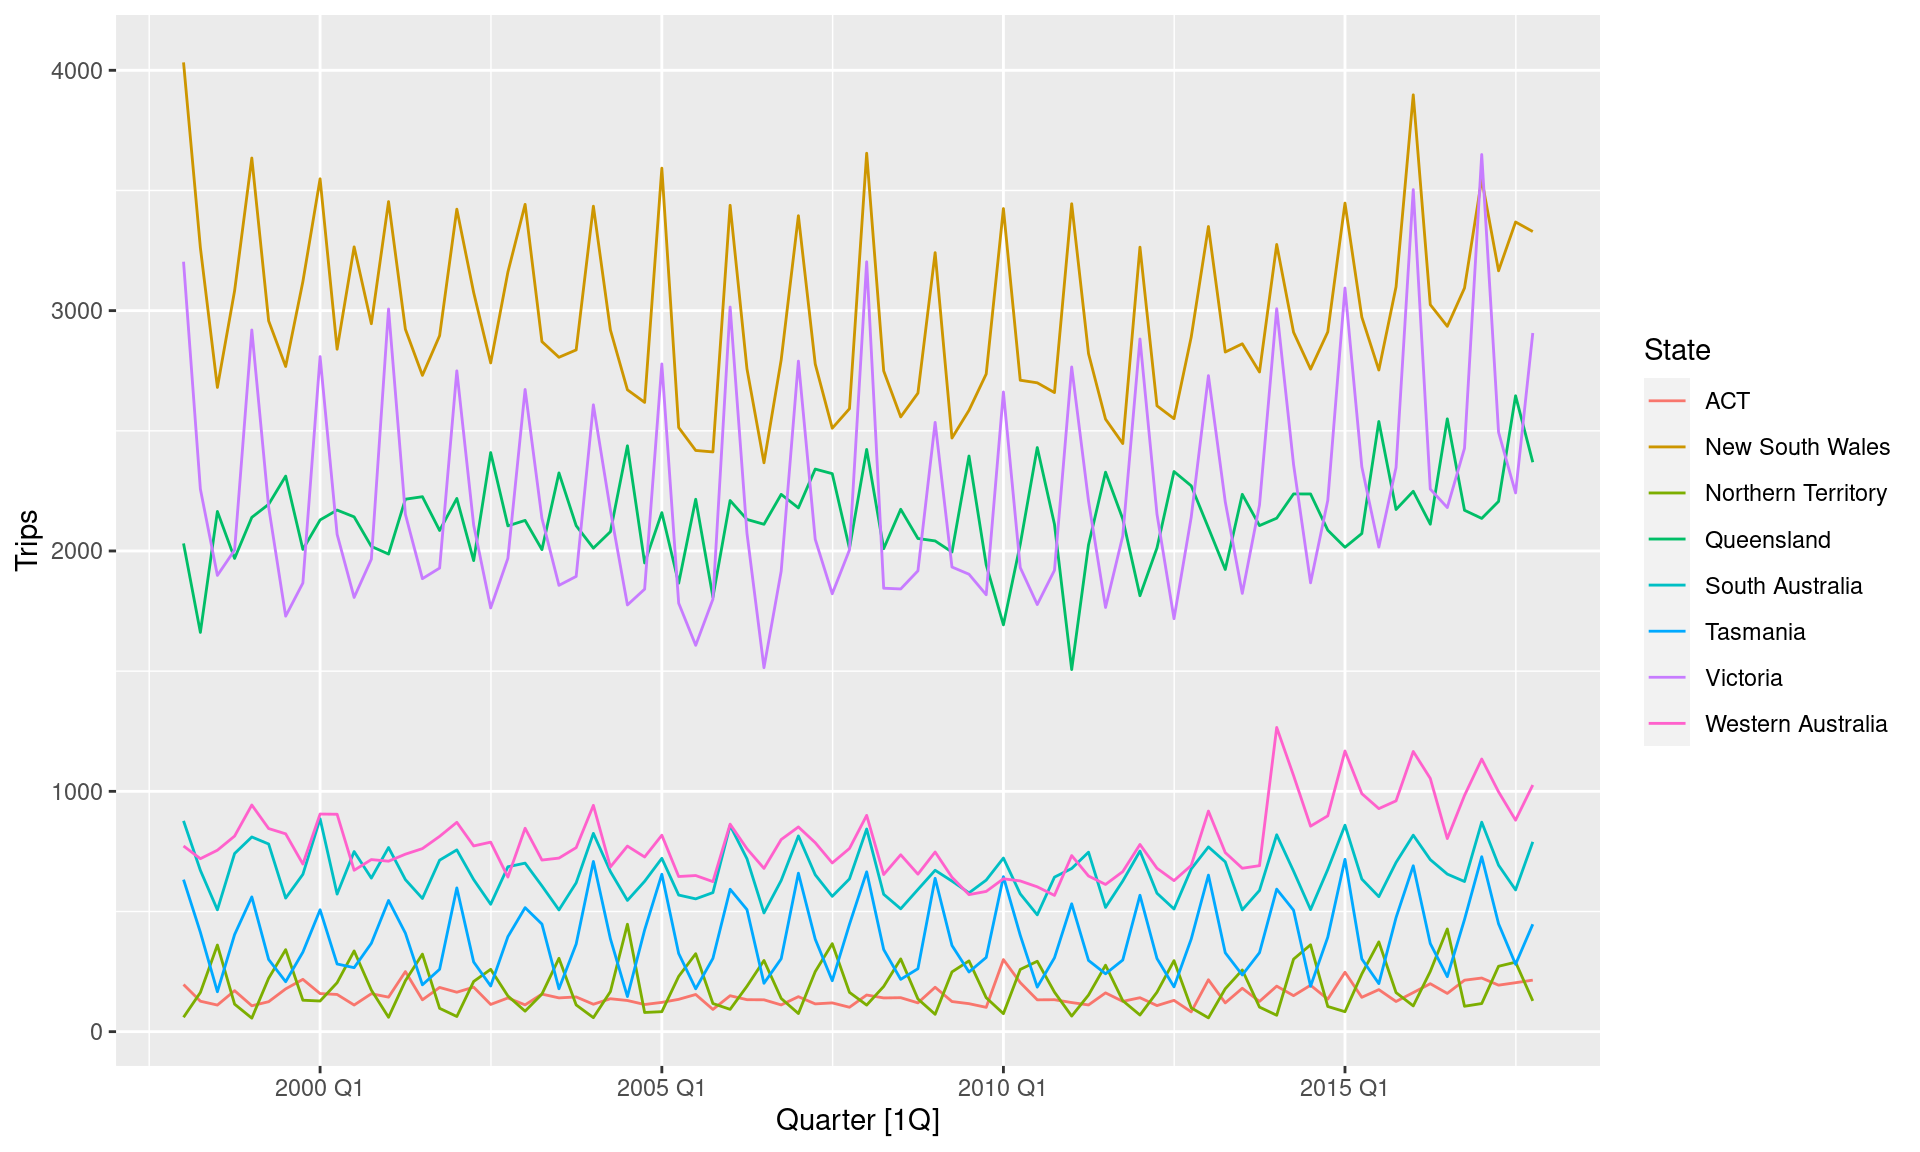 4000
3000
2000
1000
0
Trips
2000 Q1
2005 Q1
2010 Q1
2015 Q1
Quarter [1Q]
State
ACT
New South Wales
Northern Territory
Queensland
South Australia
Tasmania
Victoria
Western Australia